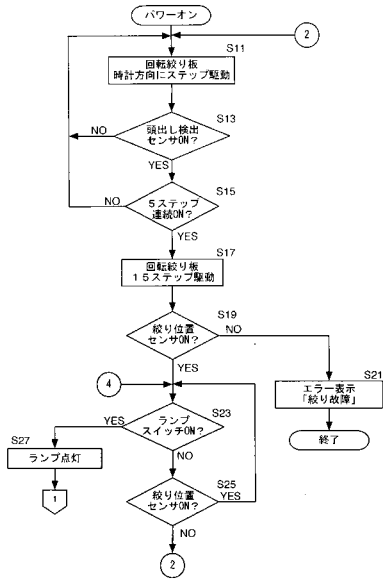 パワーオン
2
S11
回転絞り板
時計方向にステップ駆動
S13
頭出し検出
センサON?
NO
YES
S15
5ステップ
連続ON?
NO
YES
S17
回転絞り板
15ステップ駆動
S19
絞り位置
センサON?
NO
YES
S21
エラー表示
「絞り故障」
終了
4
S23
ランプ
スイッチON?
YES
NO
S27
ランプ点灯
1
S25
絞り位置
センサON?
YES
NO
2